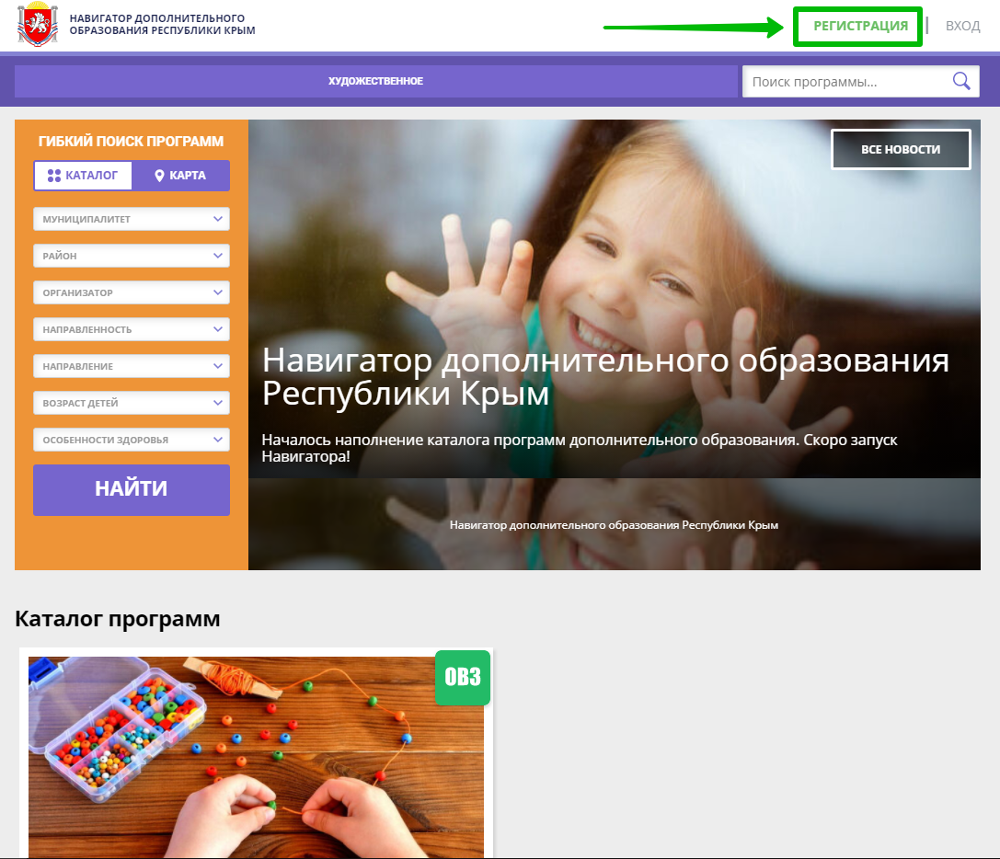 НАВИГАТОР ДОПОЛНИТЕЛЬНОГО
ОБРАЗОВАНИЯ РЕСПУБЛИКИ КРЫМ
РЕГИСТРАЦИЯ
ВХОД
ХУДОЖЕСТВЕННОЕ
Поиск программы...
ГИБКИЙ ПОИСК ПРОГРАММ
КАТАЛОГ
КАРТА
МУНИЦИПАЛИТЕТ
РАЙОН
ОРГАНИЗАТОР
НАПРАВЛЕННОСТЬ
НАПРАВЛЕНИЕ
ВОЗРАСТ ДЕТЕЙ
ОСОБЕННОСТИ ЗДОРОВЬЯ
НАЙТИ
ВСЕ НОВОСТИ
Навигатор дополнительного образования
Республики Крым
Началось наполнение каталога программ дополнительного образования. Скоро запуск
Навигатора!
Навигатор дополнительного образования Республики Крым
Каталог программ
ОВЗ